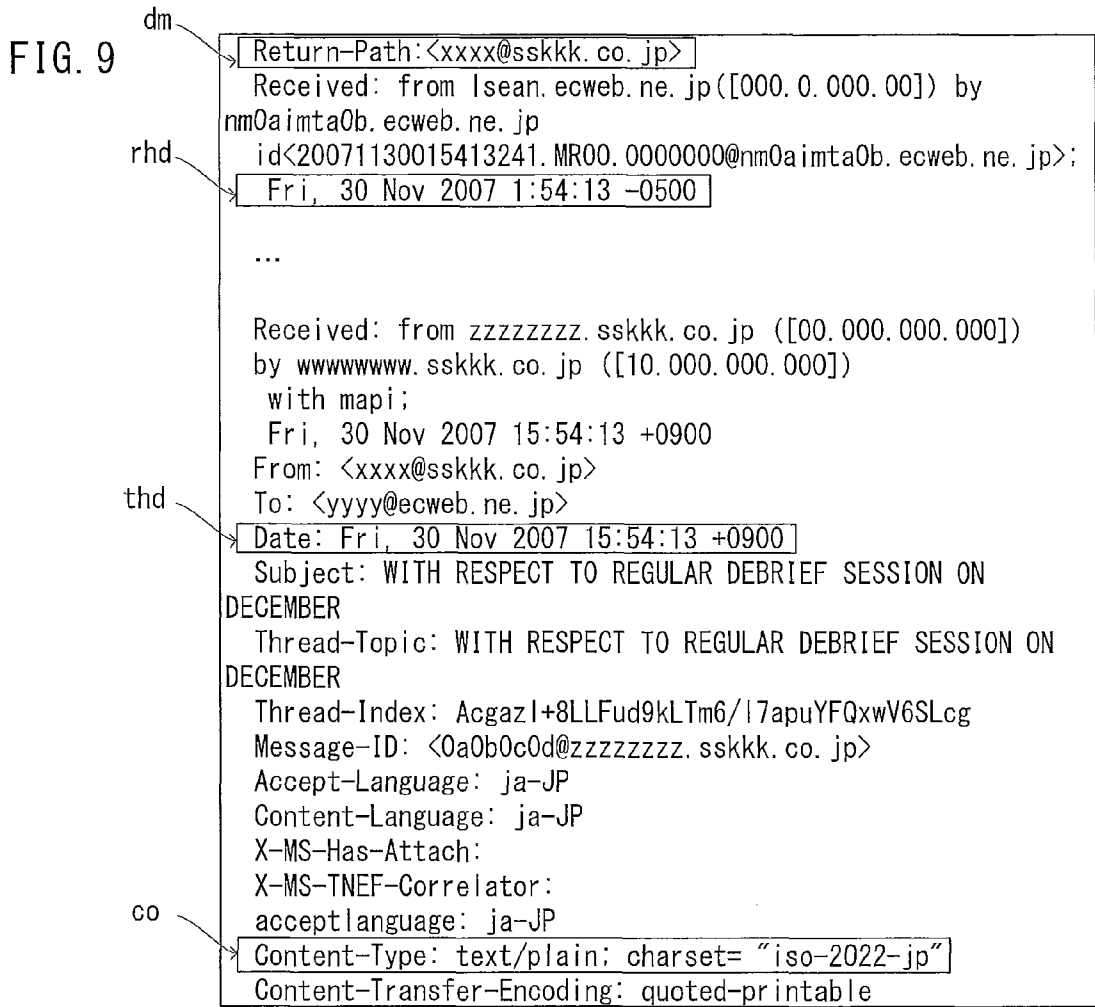 FIG. 9
dm
Return-Path:<xxxx@sskkk.co.jp>
Received: from lsean.ecweb.ne.jp([000.0.000.00]) by
nm0aimta0b.ecweb.ne.jp
id<20071130015413241.MR00.0000000@nm0aimta0b.ecweb.ne.jp>;
rhd
Fri, 30 Nov 2007 1:54:13 -0500
...
Received: from zzzzzzzz.sskkk.co.jp ([00.000.000.000])
by wwwwwwww.sskkk.co.jp ([10.000.000.000])
with mapi;
Fri, 30 Nov 2007 15:54:13 +0900
From: <xxxx@sskkk.co.jp>
To: <yyyy@ecweb.ne.jp>
thd
Date: Fri, 30 Nov 2007 15:54:13 +0900
Subject: WITH RESPECT TO REGULAR DEBRIEF SESSION ON
DECEMBER
Thread-Topic: WITH RESPECT TO REGULAR DEBRIEF SESSION ON
DECEMBER
Thread-Index: Acgazl+8LLFud9kLTm6/l7apuYFQxwV6SLcg
Message-ID: <0a0b0c0d@zzzzzzzz.sskkk.co.jp>
Accept-Language: ja-JP
Content-Language: ja-JP
X-MS-Has-Attach:
X-MS-TNEF-Correlator:
acceptlanguage: ja-JP
co
Content-Type: text/plain; charset= "iso-2022-jp"
Content-Transfer-Encoding: quoted-printable